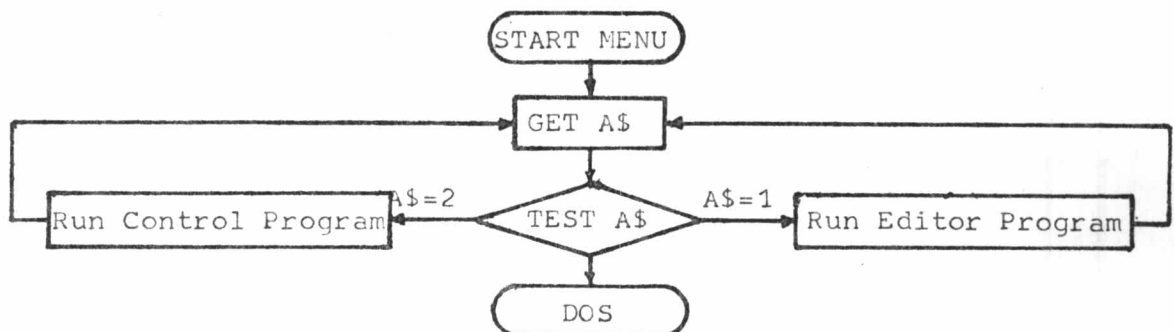 START MENU
GET A$
A$=2
A$=1
Run Control Program
TEST A$
Run Editor Program
DOS